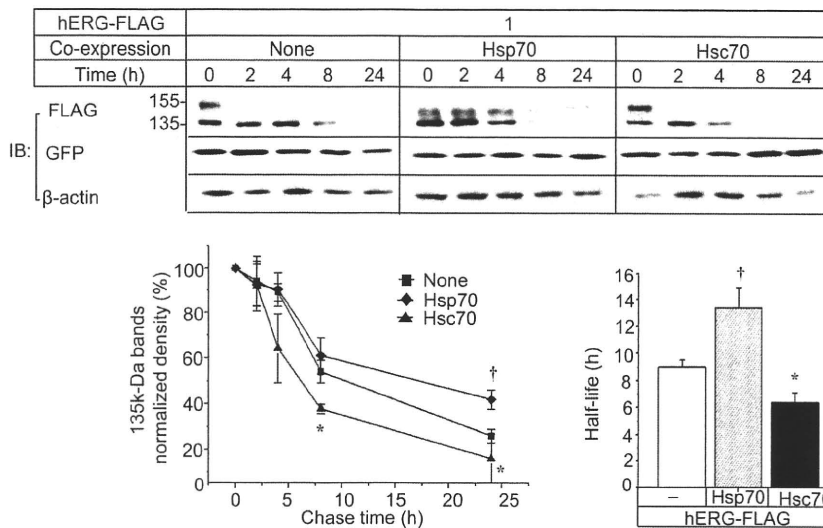 hERG-FLAG 1
Co-expression None Hsp70 Hsc70
Time (h) 0 2 4 8 24 0 2 4 8 24 0 2 4 8 24
155-
FLAG
135-
IB: GFP
β-actin
100
80
60
40
20
0
135k-Da bands
normalized density (%)
None
Hsp70
Hsc70
†
*
*
0 5 10 15 20 25
Chase time (h)
16
14
12
10
8
6
4
2
0
Half-life (h)
†
*
– Hsp70 Hsc70
hERG-FLAG